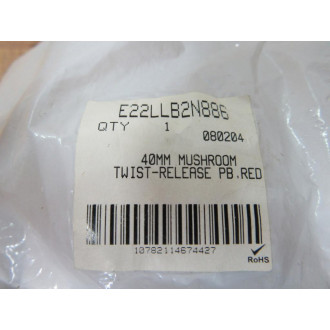 E22LLB2N886
QTY 1
080204
40MM MUSHROOM
TWIST-RELEASE PB.RED
10782114674427
RoHS